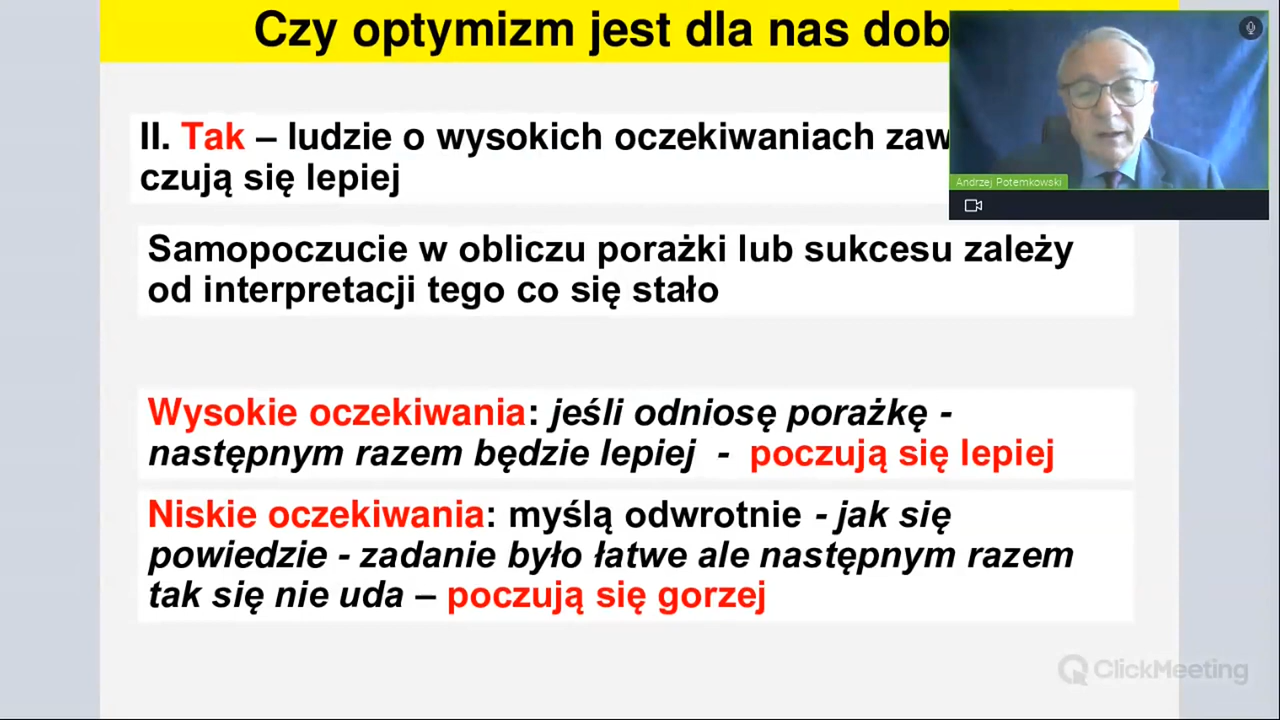 Czy optymizm jest dla nas dob
II. Tak – ludzie o wysokich oczekiwaniach zaw
czują się lepiej
Andrzej Potemkowski
Samopoczucie w obliczu porażki lub sukcesu zależy
od interpretacji tego co się stało
Wysokie oczekiwania: jeśli odniosę porażkę -
następnym razem będzie lepiej - poczują się lepiej
Niskie oczekiwania: myślą odwrotnie - jak się
powiedzie - zadanie było łatwe ale następnym razem
tak się nie uda – poczują się gorzej
ClickMeeting